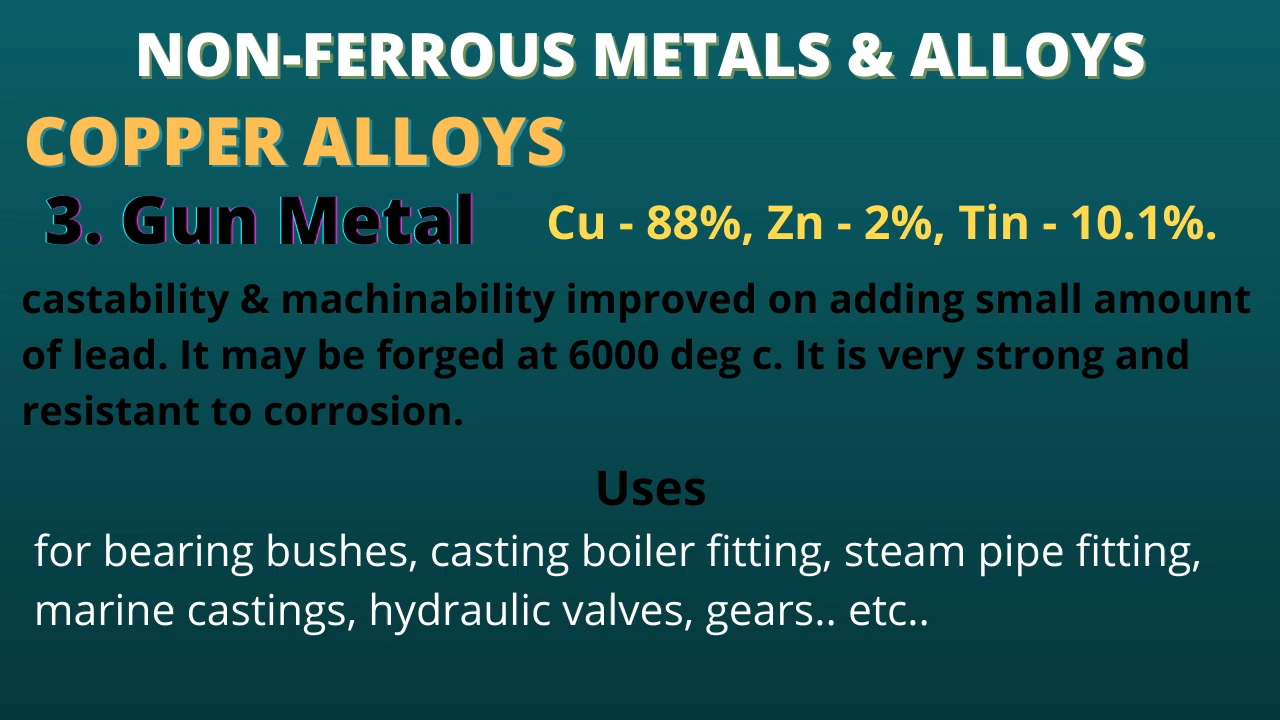 NON-FERROUS METALS & ALLOYS
COPPER ALLOYS
3. Gun Metal Cu - 88%, Zn - 2%, Tin - 10.1%.
castability & machinability improved on adding small amount
of lead. It may be forged at 6000 deg c. It is very strong and
resistant to corrosion.
Uses
for bearing bushes, casting boiler fitting, steam pipe fitting,
marine castings, hydraulic valves, gears.. etc..